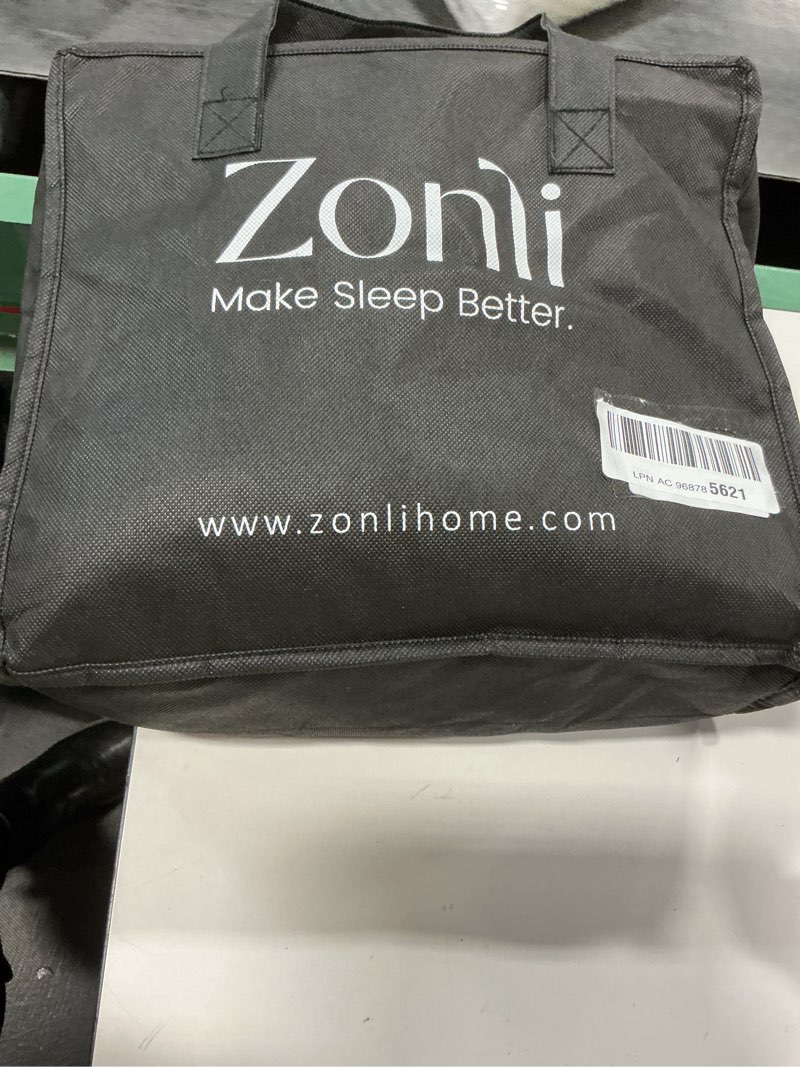 Zonli
Make Sleep Better.
LPN AC 96878 5621
www.zonlihome.com